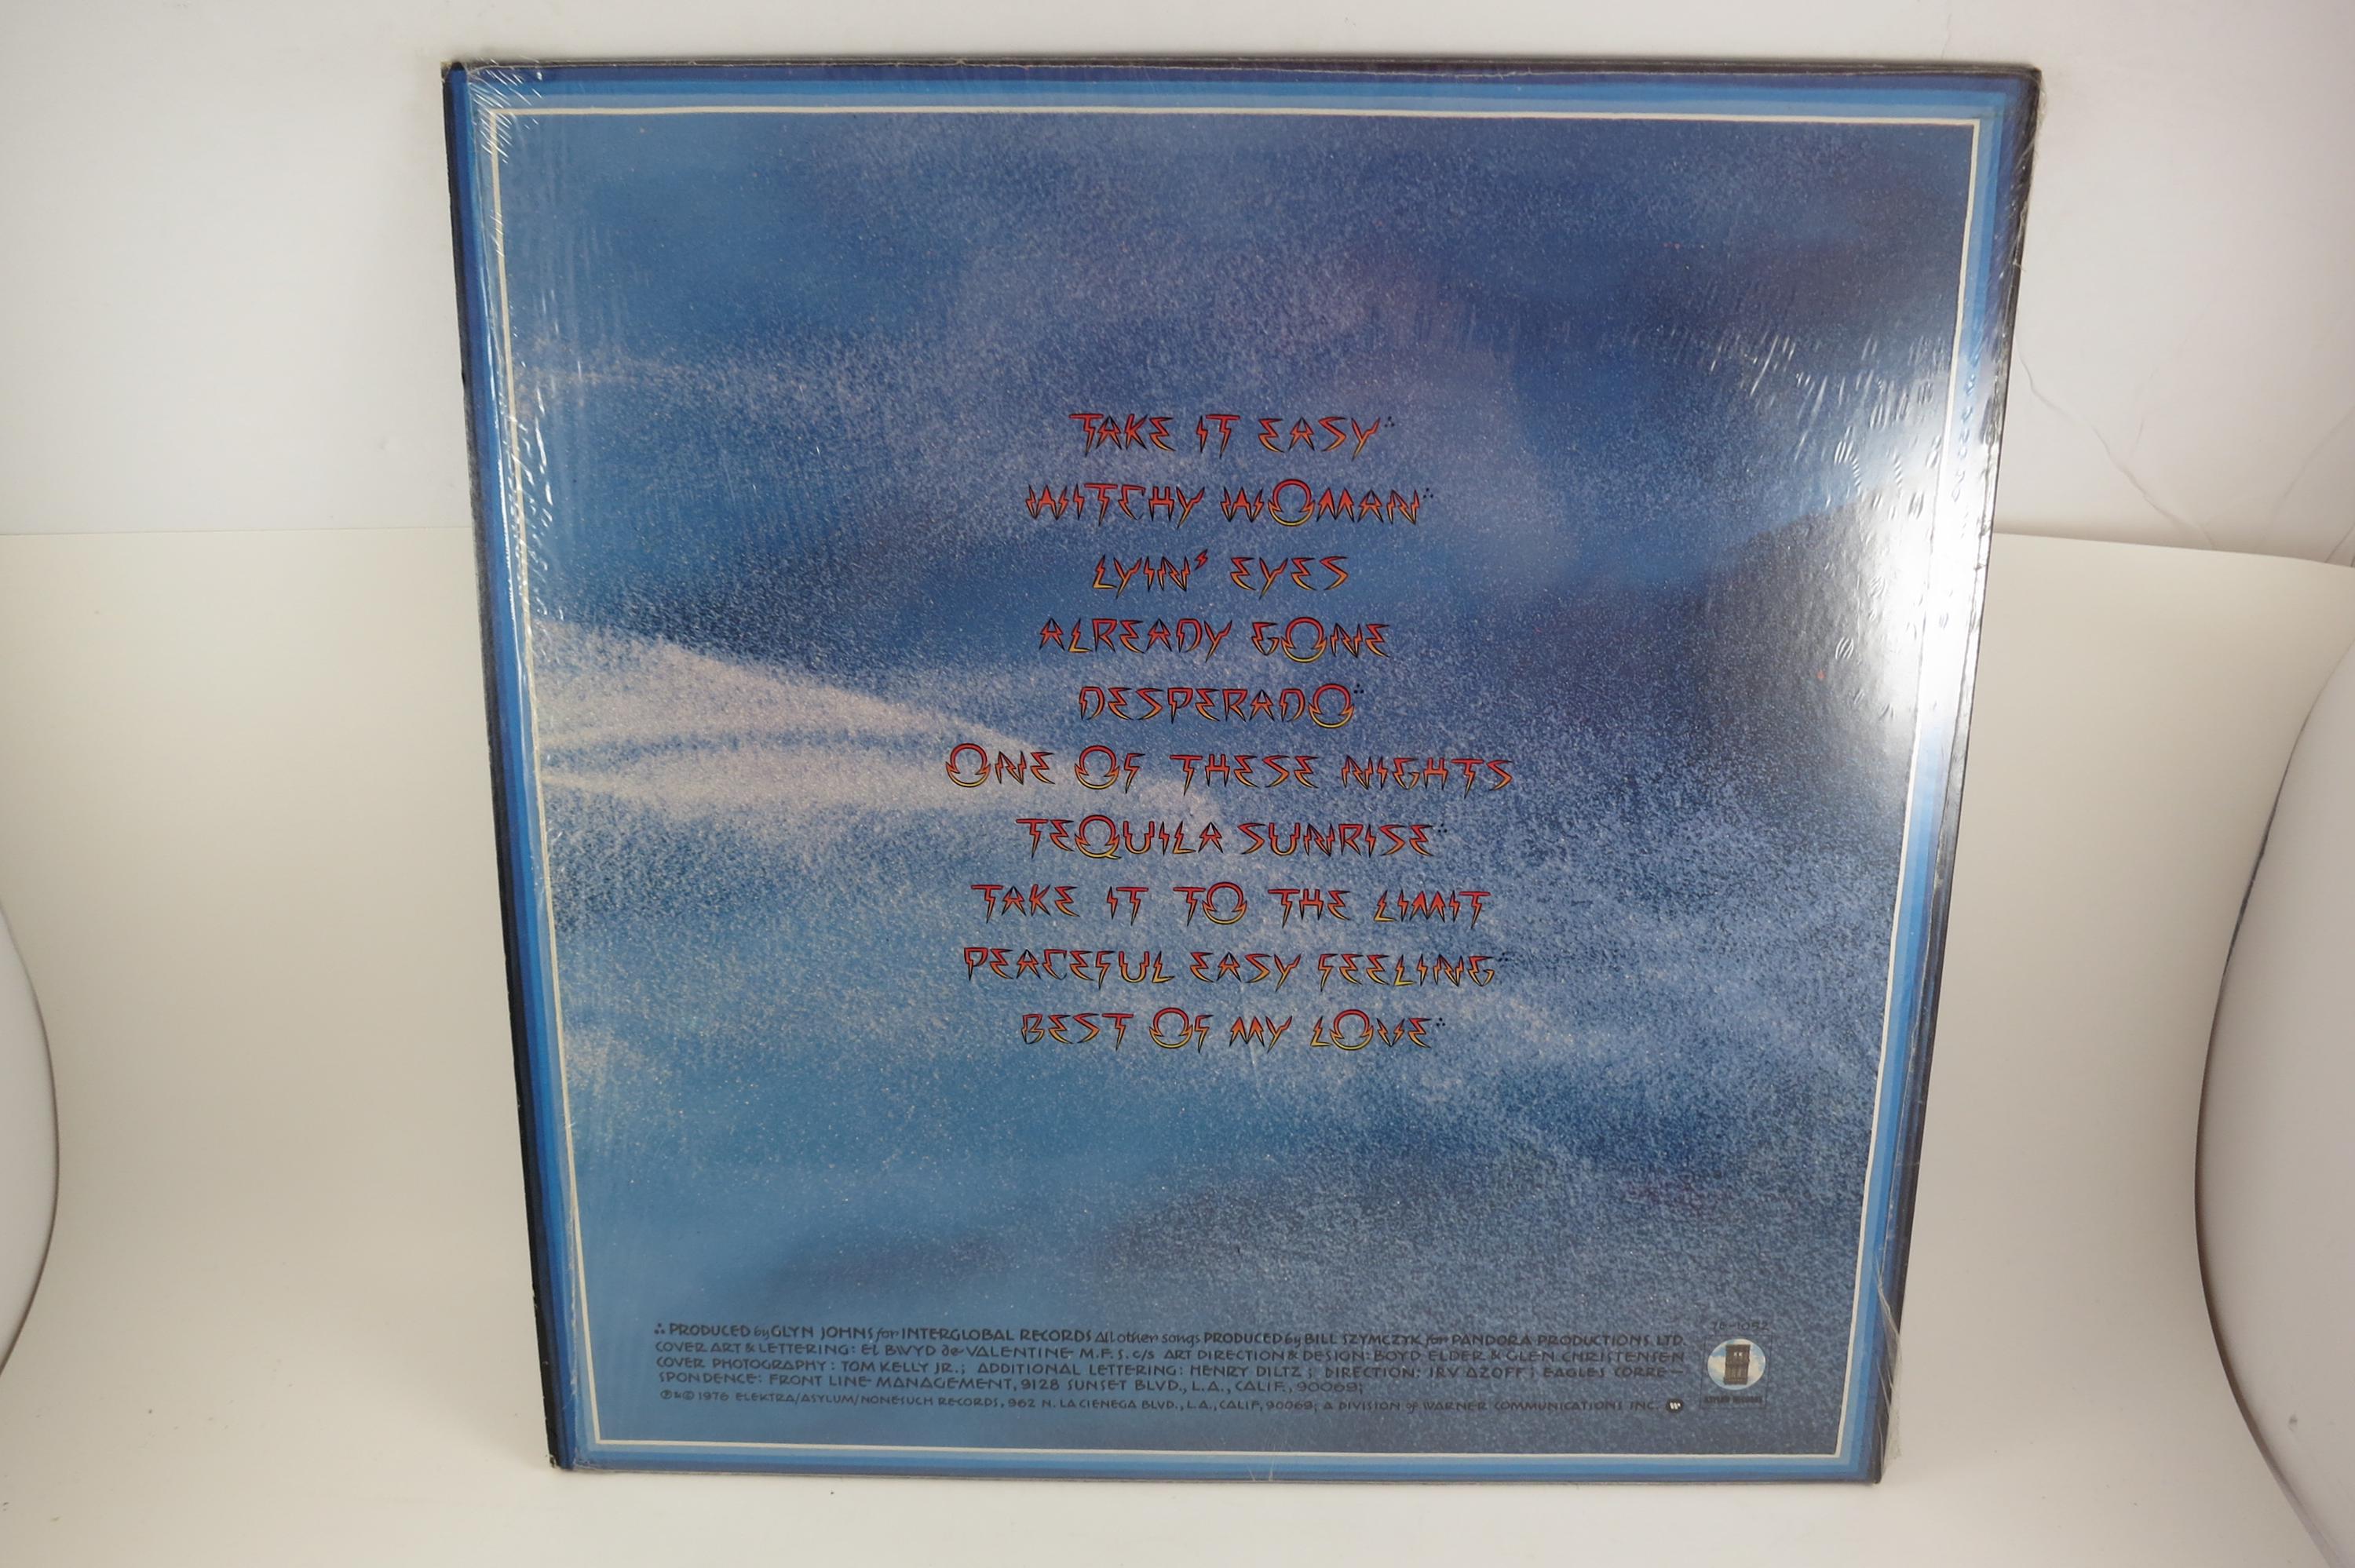 TAKE IT EASY∴
WITCHY WOMAN∴
LYIN' EYES
ALREADY GONE
DESPERADO∴
ONE OF THESE NIGHTS
TEQUILA SUNRISE∴
TAKE IT TO THE LIMIT
PEACEFUL EASY FEELING∴
BEST OF MY LOVE∴
7E-1052
∴ PRODUCED by GLYN JOHNS for INTERGLOBAL RECORDS All other songs PRODUCED by BILL SZYMCZYK for PANDORA PRODUCTIONS, LTD.
COVER ART & LETTERING: El BWYD de VALENTINE M.F.S. c/s ART DIRECTION & DESIGN: BOYD ELDER & GLEN CHRISTENSEN
COVER PHOTOGRAPHY: TOM KELLY JR.; ADDITIONAL LETTERING: HENRY DILTZ; DIRECTION: IRV AZOFF; EAGLES CORRE-
SPONDENCE: FRONT LINE MANAGEMENT, 9128 SUNSET BLVD., L.A., CALIF., 90069;
℗&© 1976 ELEKTRA/ASYLUM/NONESUCH RECORDS, 962 N. LA CIENEGA BLVD., L.A., CALIF, 90069; A DIVISION of WARNER COMMUNICATIONS INC.
ASYLUM RECORDS